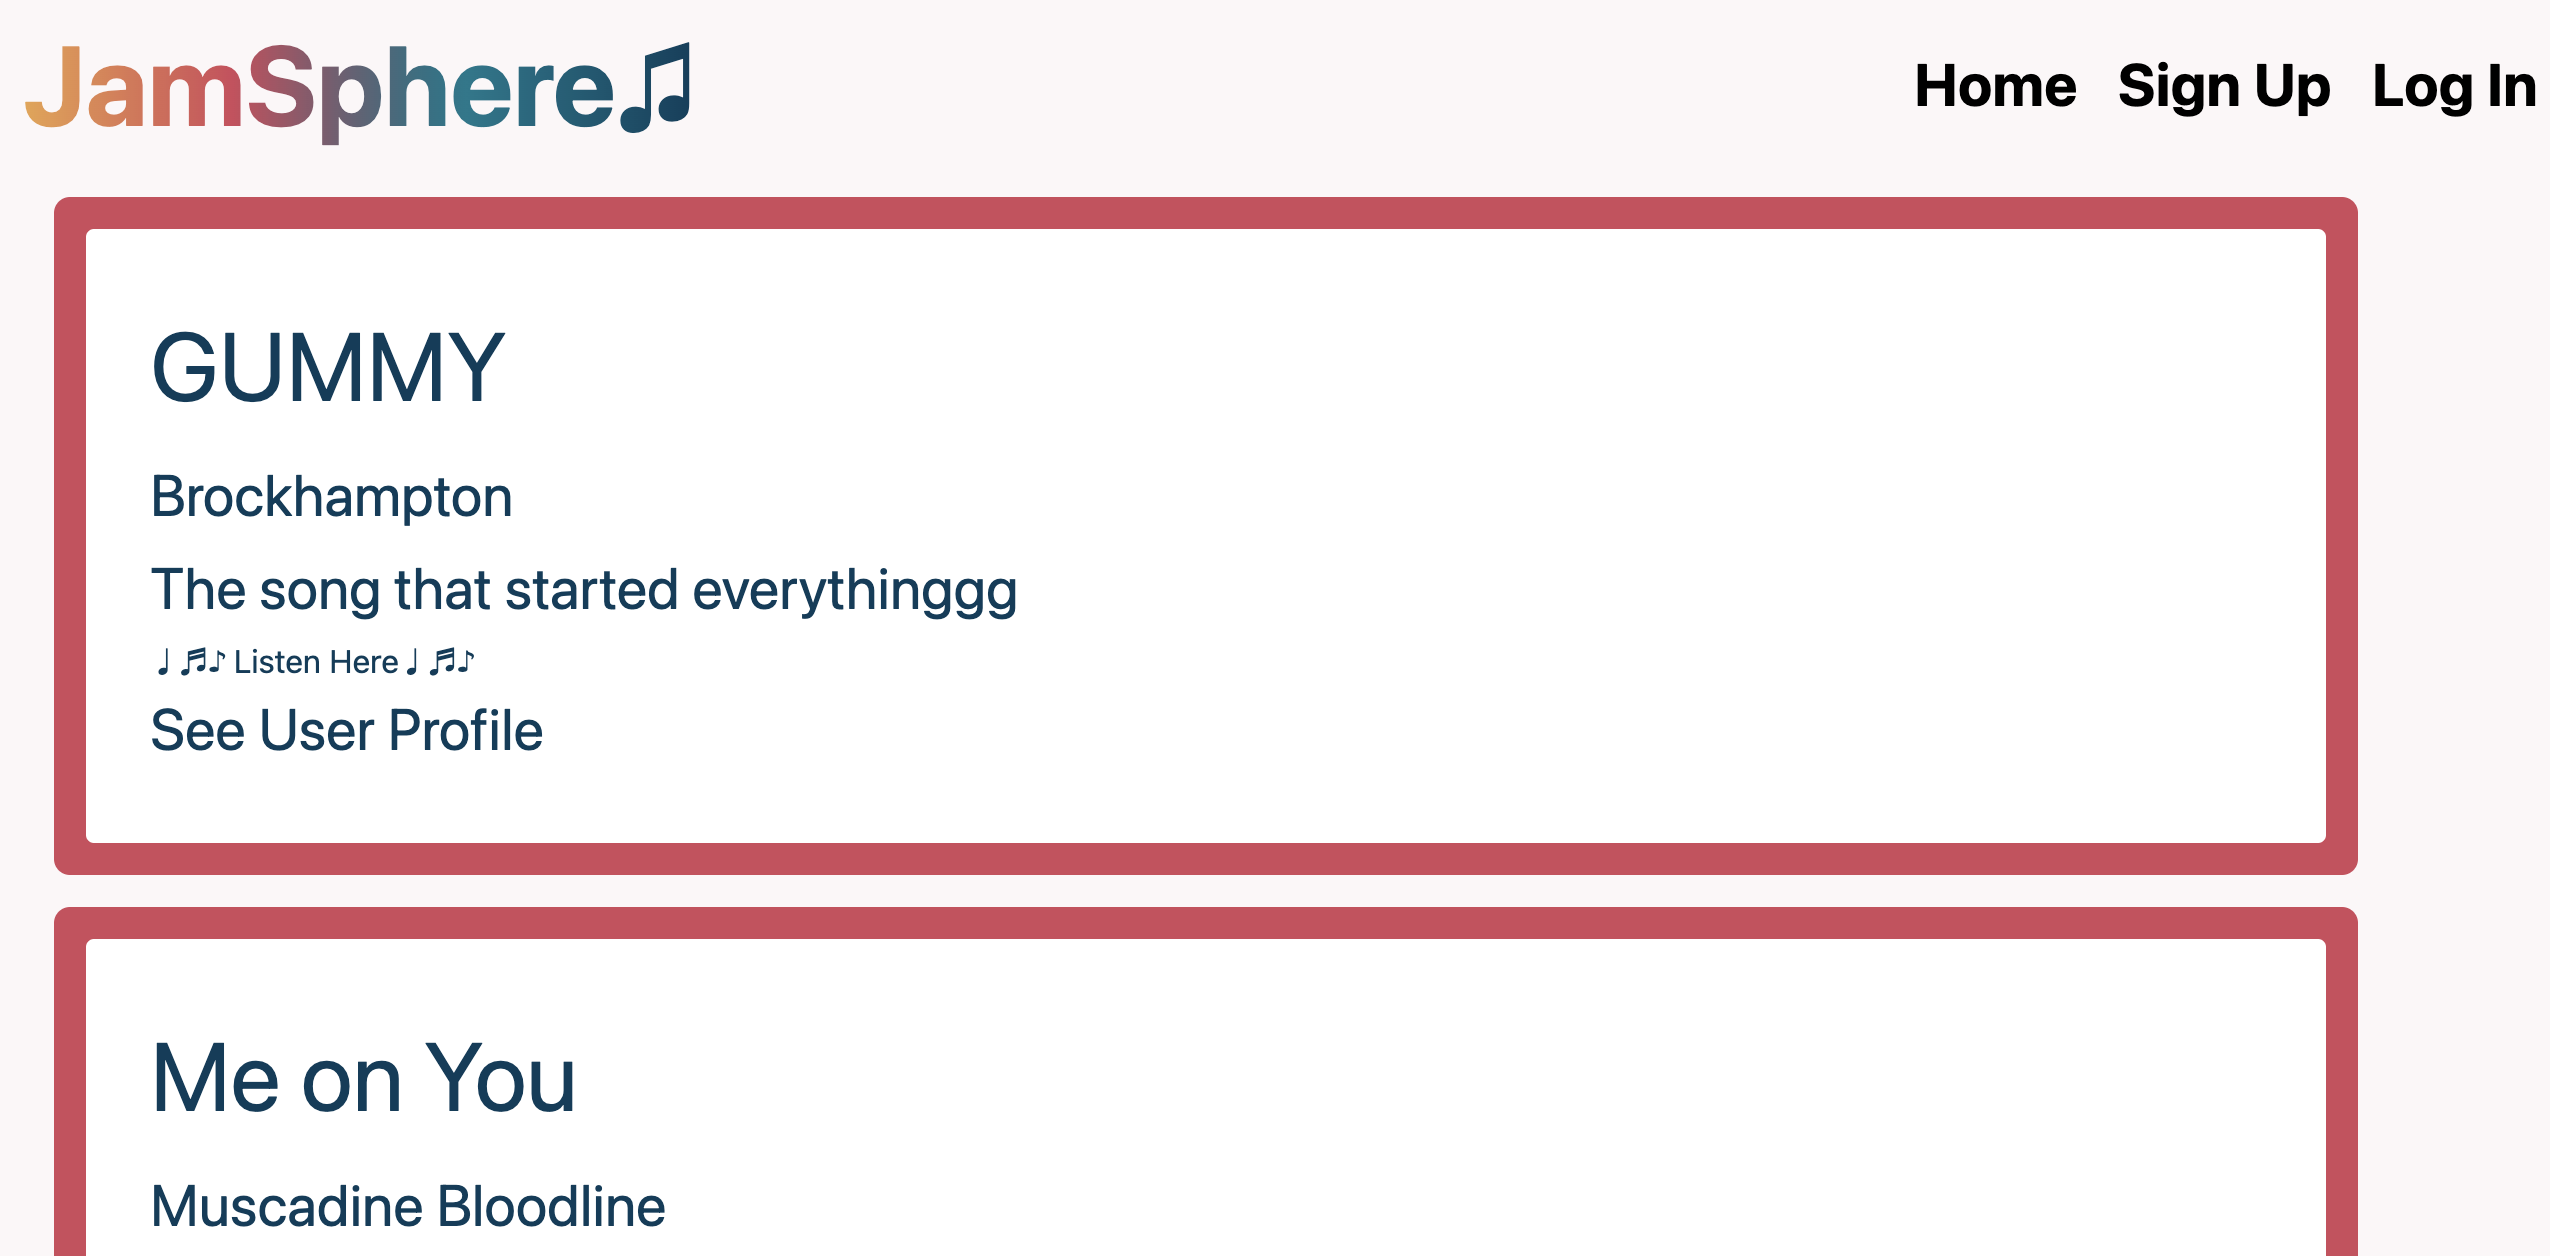 JamSphere♫
Home Sign Up Log In
GUMMY
Brockhampton
The song that started everythinggg
♩ ♬♪ Listen Here ♩ ♬♪
See User Profile
Me on You
Muscadine Bloodline